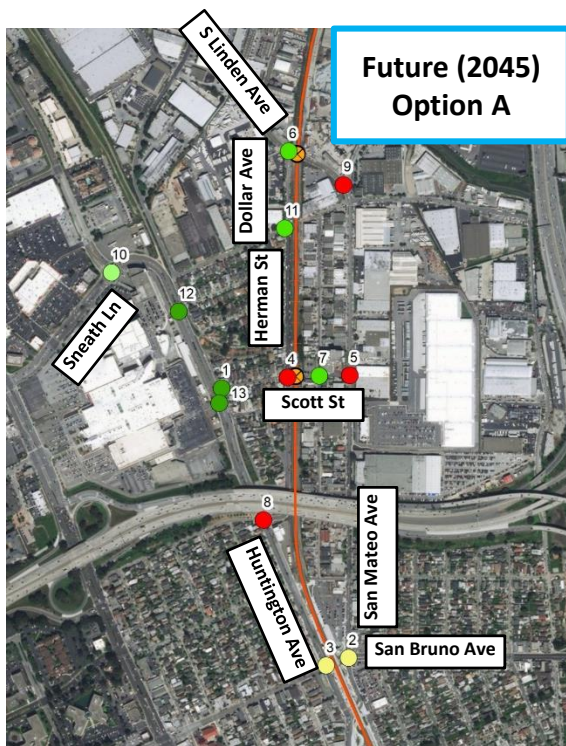 Future (2045)
Option A
S Linden Ave
6
9
Dollar Ave
11
10
Herman St
12
Sneath Ln
4
7
5
1
13
Scott St
8
San Mateo Ave
Huntington Ave
3
2
San Bruno Ave